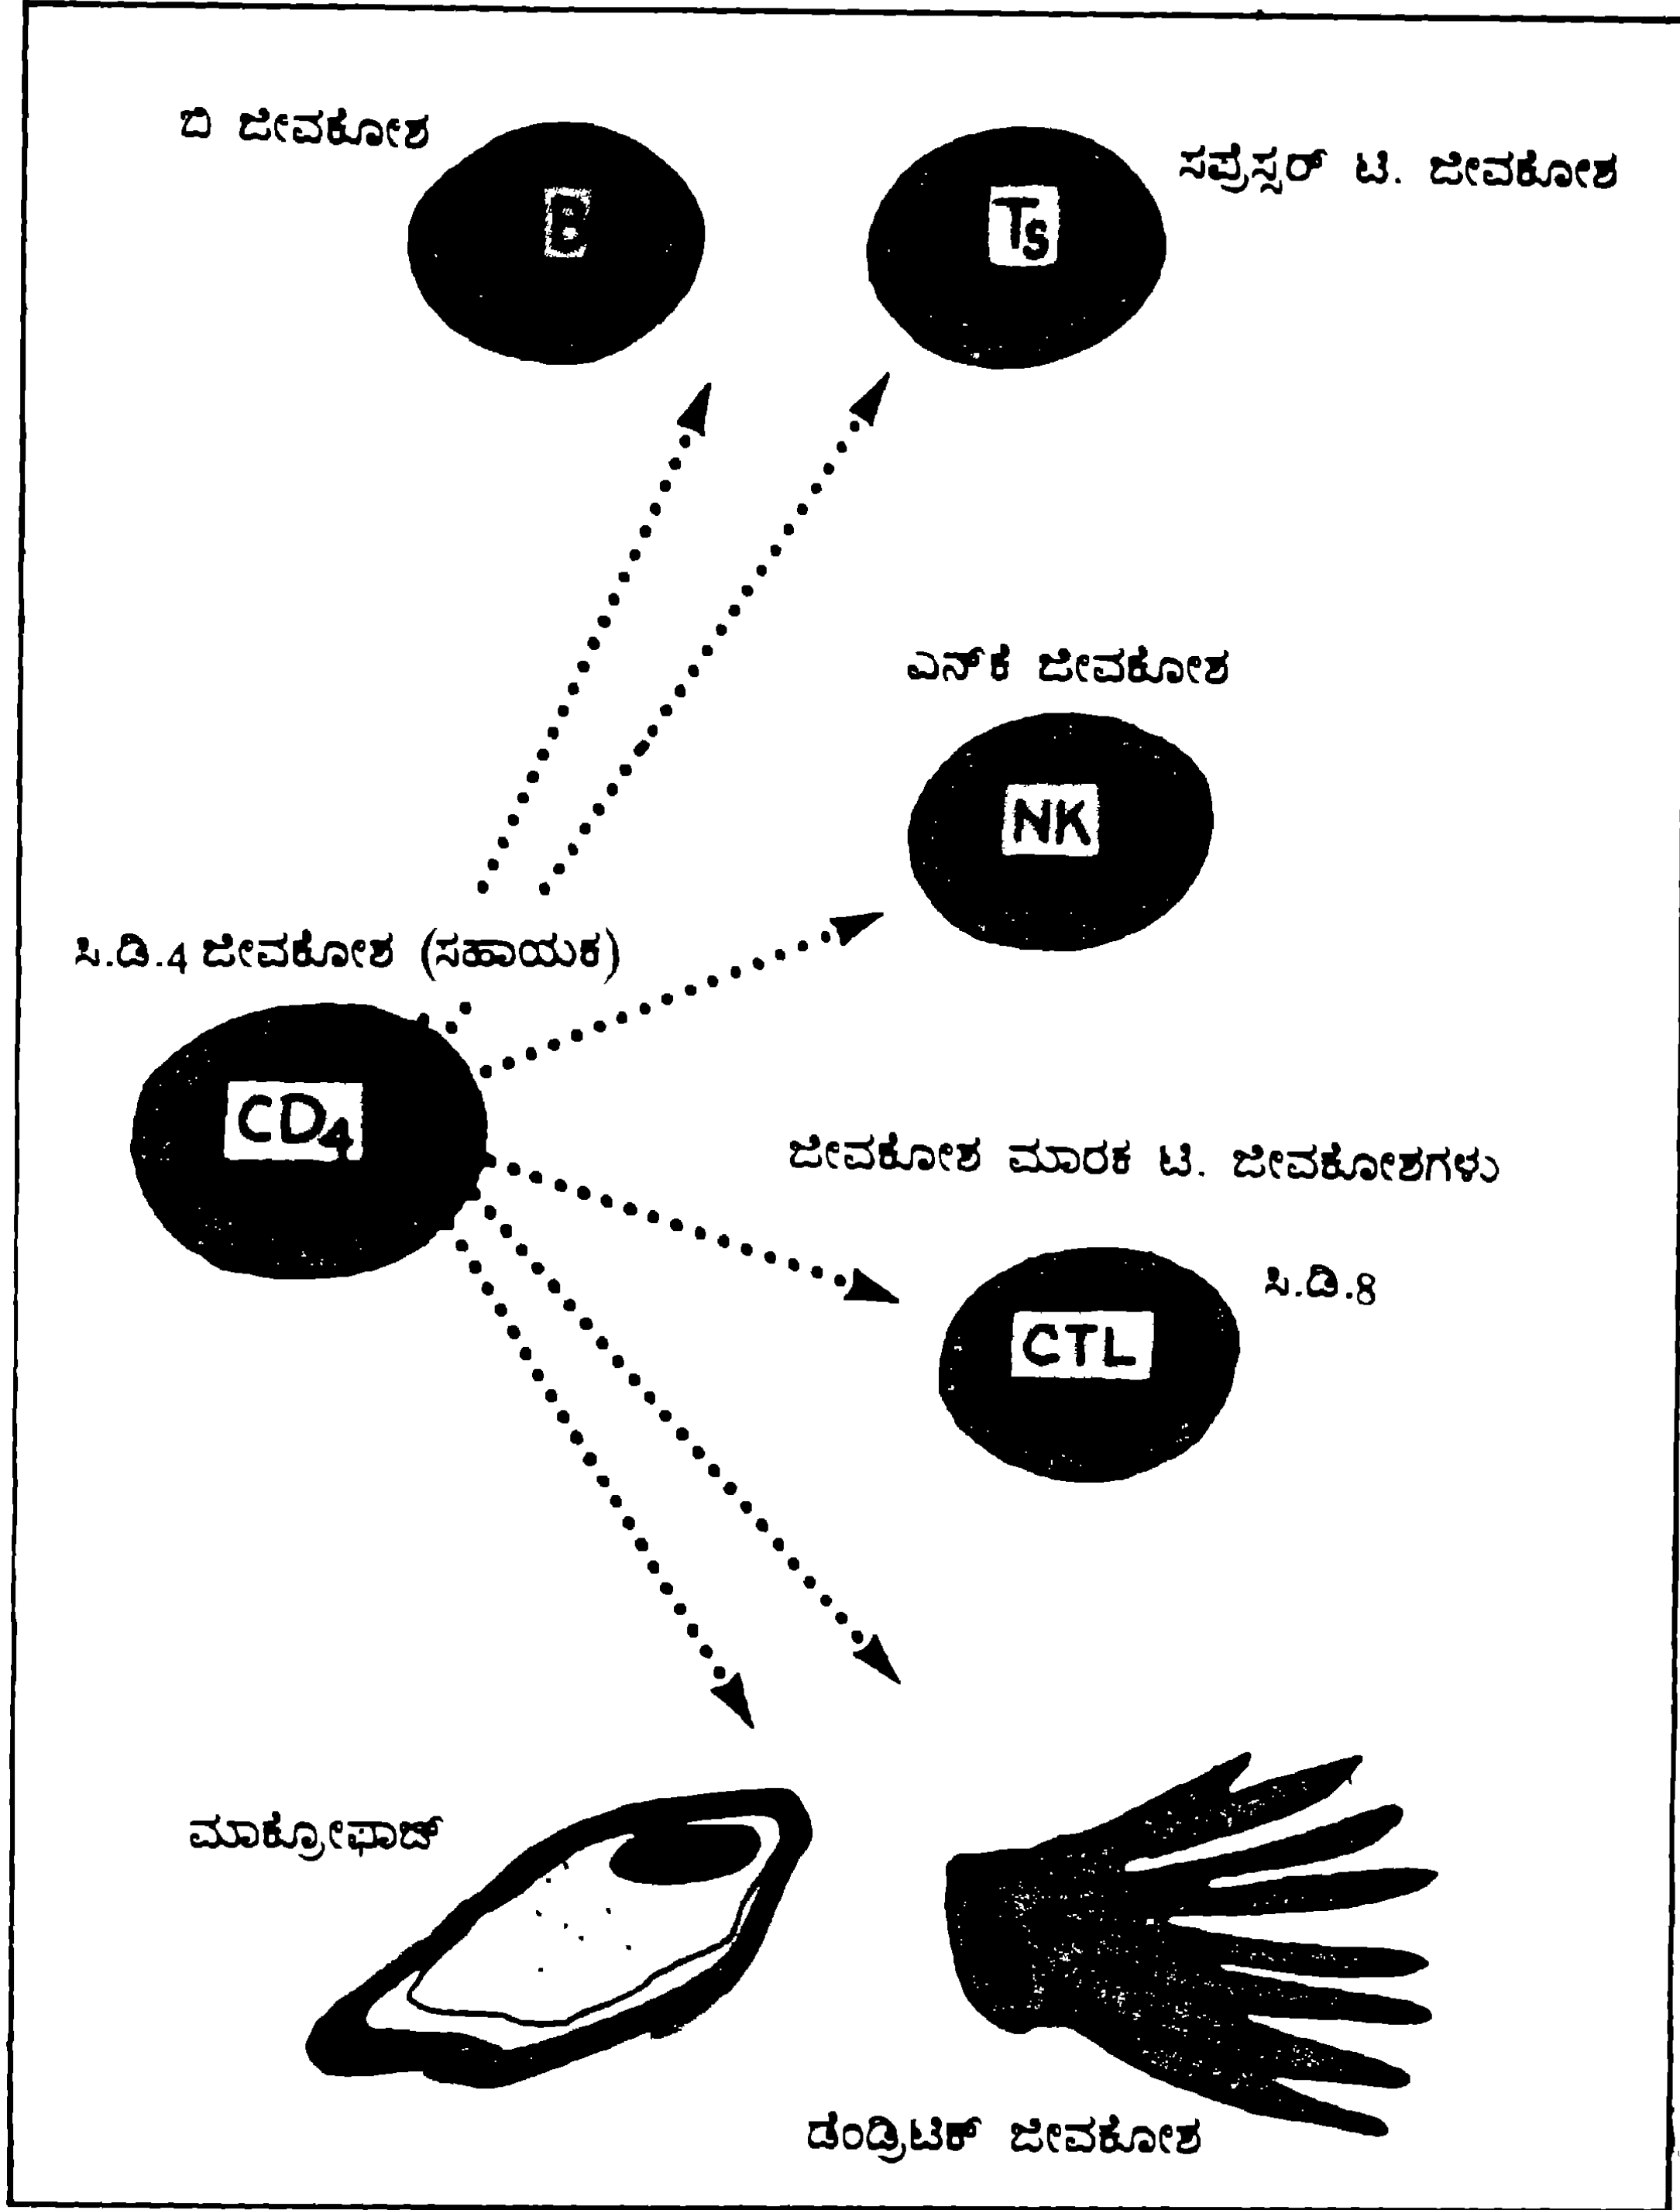 ಬಿ ಜೀವಕೋಶ
B
Ts
ಸಪ್ರೆಸ್ಸರ್ ಟಿ. ಜೀವಕೋಶ
ಎನ್‌ಕೆ ಜೀವಕೋಶ
NK
ಸಿ.ಡಿ.4 ಜೀವಕೋಶ (ಸಹಾಯಕ)
CD4
ಜೀವಕೋಶ ಮಾರಕ ಟಿ. ಜೀವಕೋಶಗಳು
ಸಿ.ಡಿ.8
CTL
ಮಾಕ್ರೋಫಾಜ್
ಡೆಂಡ್ರಿಟಿಕ್ ಜೀವಕೋಶ